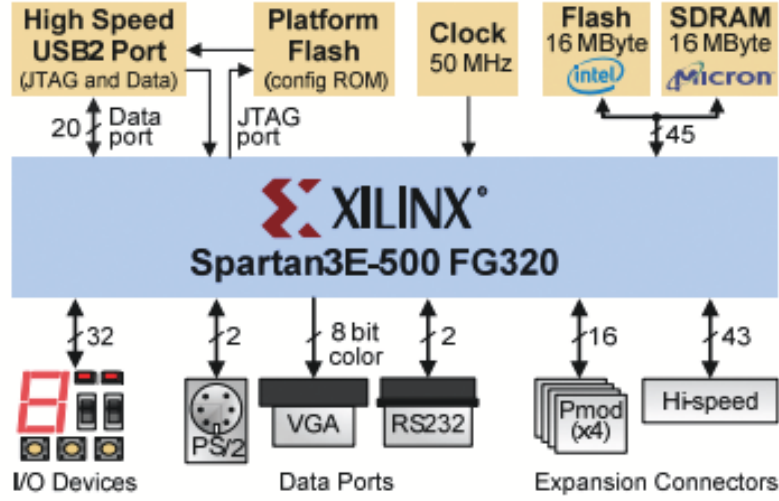 High Speed
USB2 Port
(JTAG and Data)
Platform
Flash
(config ROM)
Clock
50 MHz
Flash
16 MByte
intel
SDRAM
16 MByte
Micron
20
Data
port
JTAG
port
45
XILINX®
Spartan3E-500 FG320
32
2
8 bit
color
2
16
43
PS/2
VGA
RS232
Pmod
(x4)
Hi-speed
I/O Devices
Data Ports
Expansion Connectors